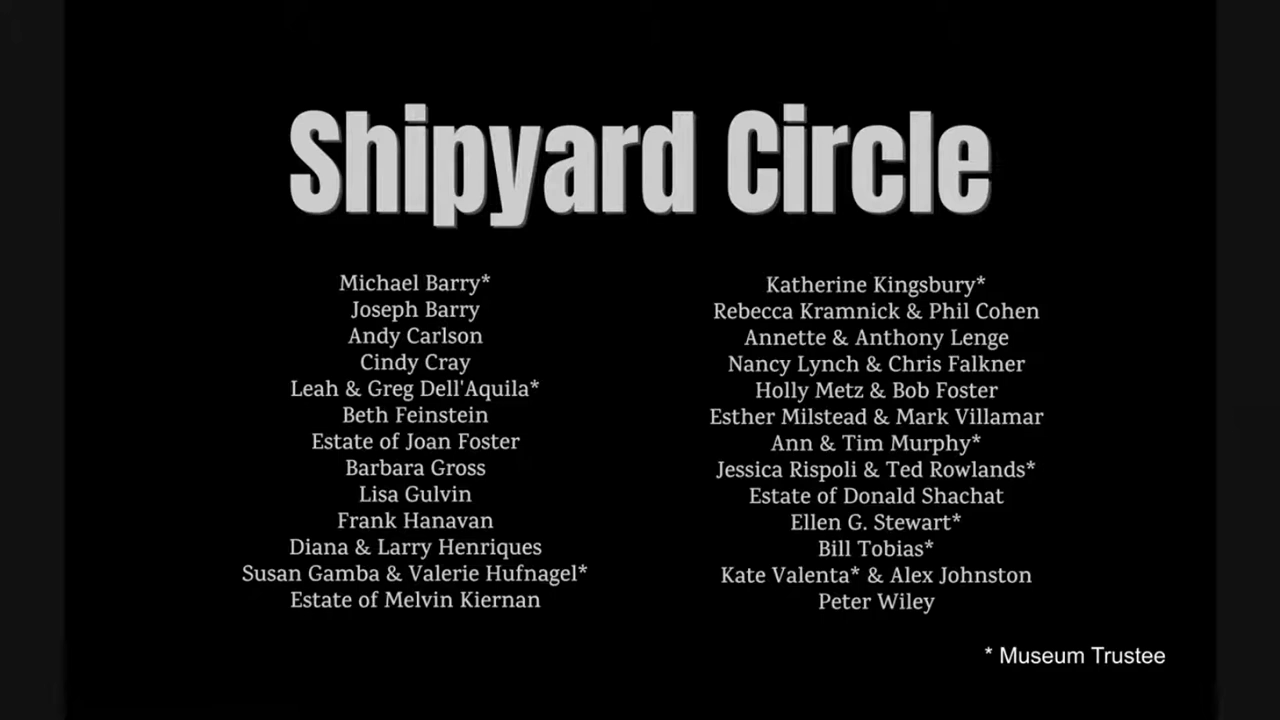 Shipyard Circle
Michael Barry*
Joseph Barry
Andy Carlson
Cindy Cray
Leah & Greg Dell'Aquila*
Beth Feinstein
Estate of Joan Foster
Barbara Gross
Lisa Gulvin
Frank Hanavan
Diana & Larry Henriques
Susan Gamba & Valerie Hufnagel*
Estate of Melvin Kiernan
Katherine Kingsbury*
Rebecca Kramnick & Phil Cohen
Annette & Anthony Lenge
Nancy Lynch & Chris Falkner
Holly Metz & Bob Foster
Esther Milstead & Mark Villamar
Ann & Tim Murphy*
Jessica Rispoli & Ted Rowlands*
Estate of Donald Shachat
Ellen G. Stewart*
Bill Tobias*
Kate Valenta* & Alex Johnston
Peter Wiley
* Museum Trustee